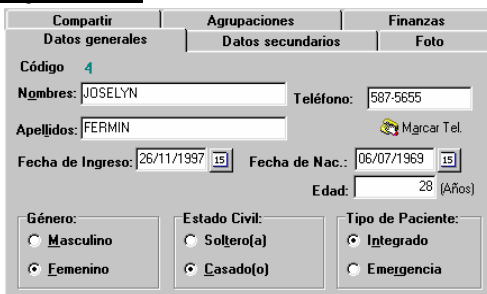 Compartir Agrupaciones Finanzas
Datos generales Datos secundarios Foto
Código 4
Nombres: JOSELYN Teléfono: 587-5655
Apellidos: FERMIN Marcar Tel.
Fecha de Ingreso: 26/11/1997 15 Fecha de Nac.: 06/07/1969 15
Edad: 28 (Años)
Género: Estado Civil: Tipo de Paciente:
Masculino Soltero(a) Integrado
Femenino Casado(o) Emergencia